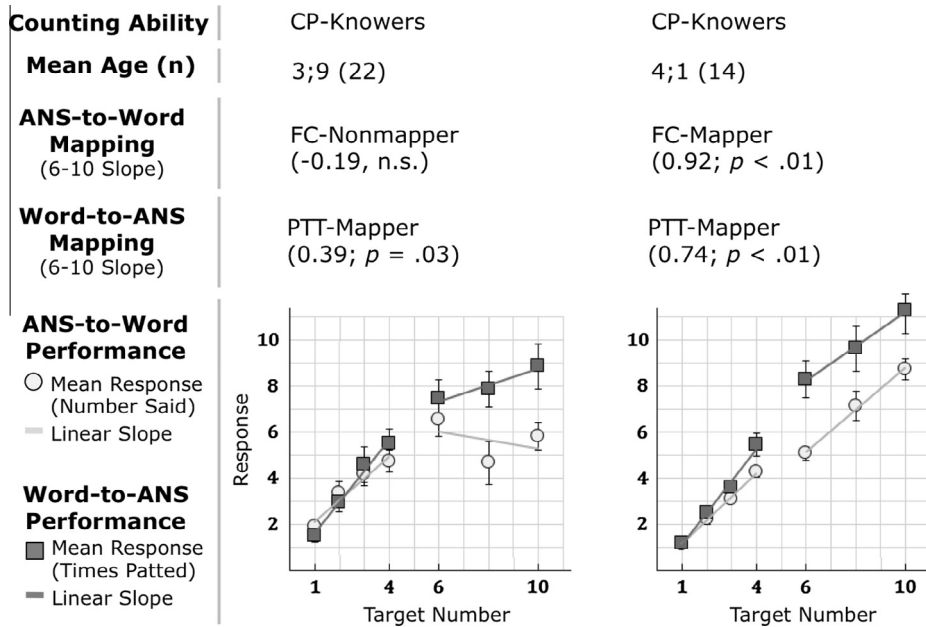 Counting Ability
CP-Knowers
CP-Knowers
Mean Age (n)
3;9 (22)
4;1 (14)
ANS-to-Word
Mapping
(6-10 Slope)
FC-Nonmapper
(-0.19, n.s.)
FC-Mapper
(0.92; p < .01)
Word-to-ANS
Mapping
(6-10 Slope)
PTT-Mapper
(0.39; p = .03)
PTT-Mapper
(0.74; p < .01)
ANS-to-Word
Performance
Mean Response
(Number Said)
Linear Slope
Word-to-ANS
Performance
Mean Response
(Times Patted)
Linear Slope
Response
10
8
6
4
2
1 4 6 10
Target Number
10
8
6
4
2
1 4 6 10
Target Number